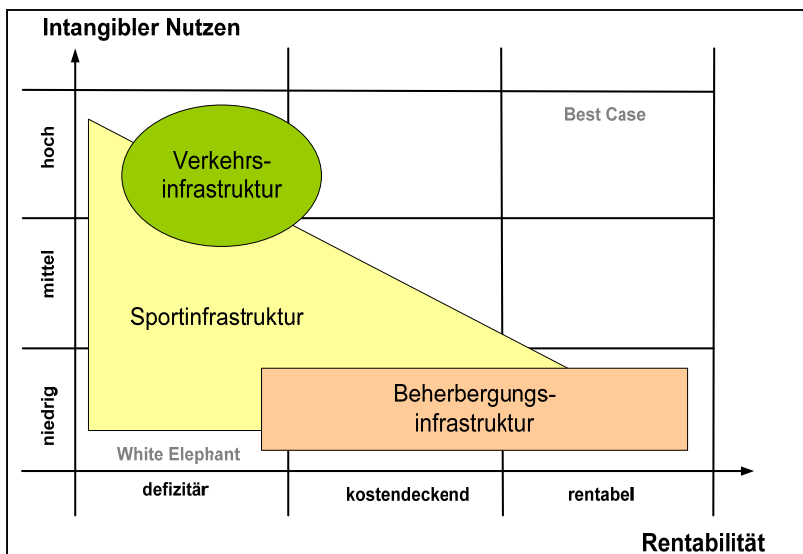 Intangibler Nutzen
hoch
Best Case
Verkehrs-
infrastruktur
mittel
Sportinfrastruktur
niedrig
Beherbergungs-
infrastruktur
White Elephant
defizitär
kostendeckend
rentabel
Rentabilität